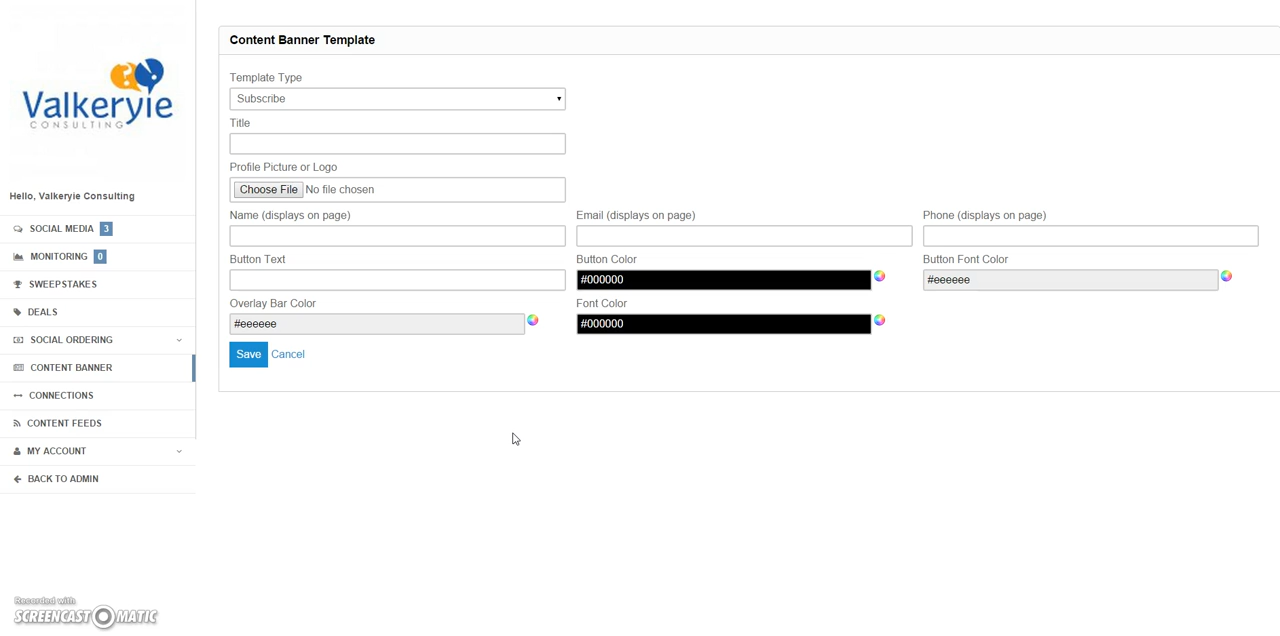 Valkeryie
CONSULTING
Hello, Valkeryie Consulting
SOCIAL MEDIA 3
MONITORING 0
SWEEPSTAKES
DEALS
SOCIAL ORDERING
CONTENT BANNER
CONNECTIONS
CONTENT FEEDS
MY ACCOUNT
BACK TO ADMIN
Content Banner Template
Template Type
Subscribe
Title
Profile Picture or Logo
Choose File No file chosen
Name (displays on page) Email (displays on page) Phone (displays on page)
Button Text Button Color Button Font Color
#000000 #eeeeee
Overlay Bar Color Font Color
#eeeeee #000000
Save Cancel
Recorded with
SCREENCAST-O-MATIC